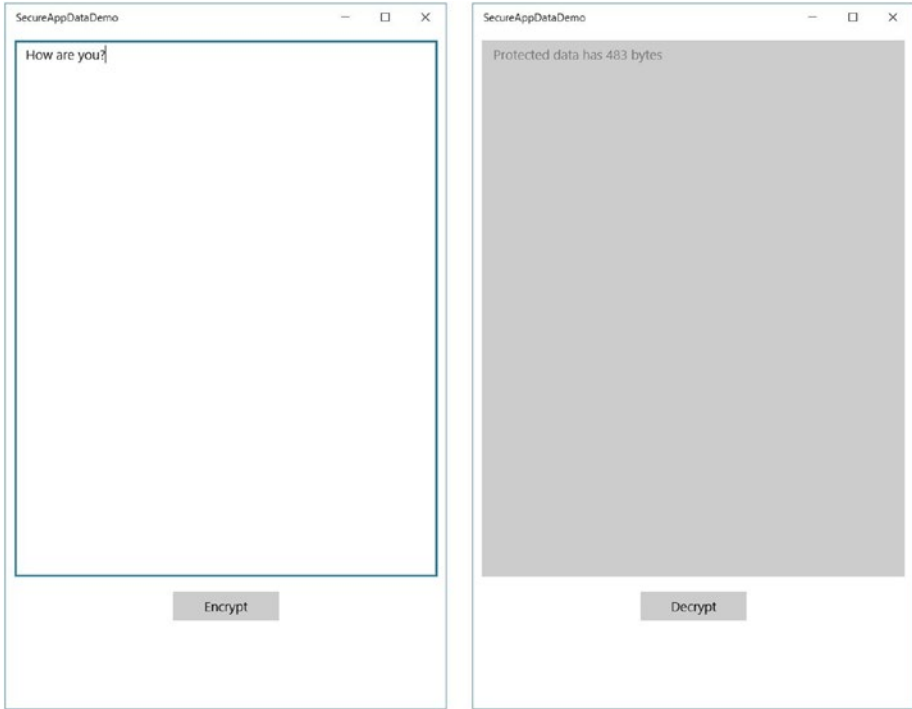 SecureAppDataDemo
How are you?
Encrypt
SecureAppDataDemo
Protected data has 483 bytes
Decrypt